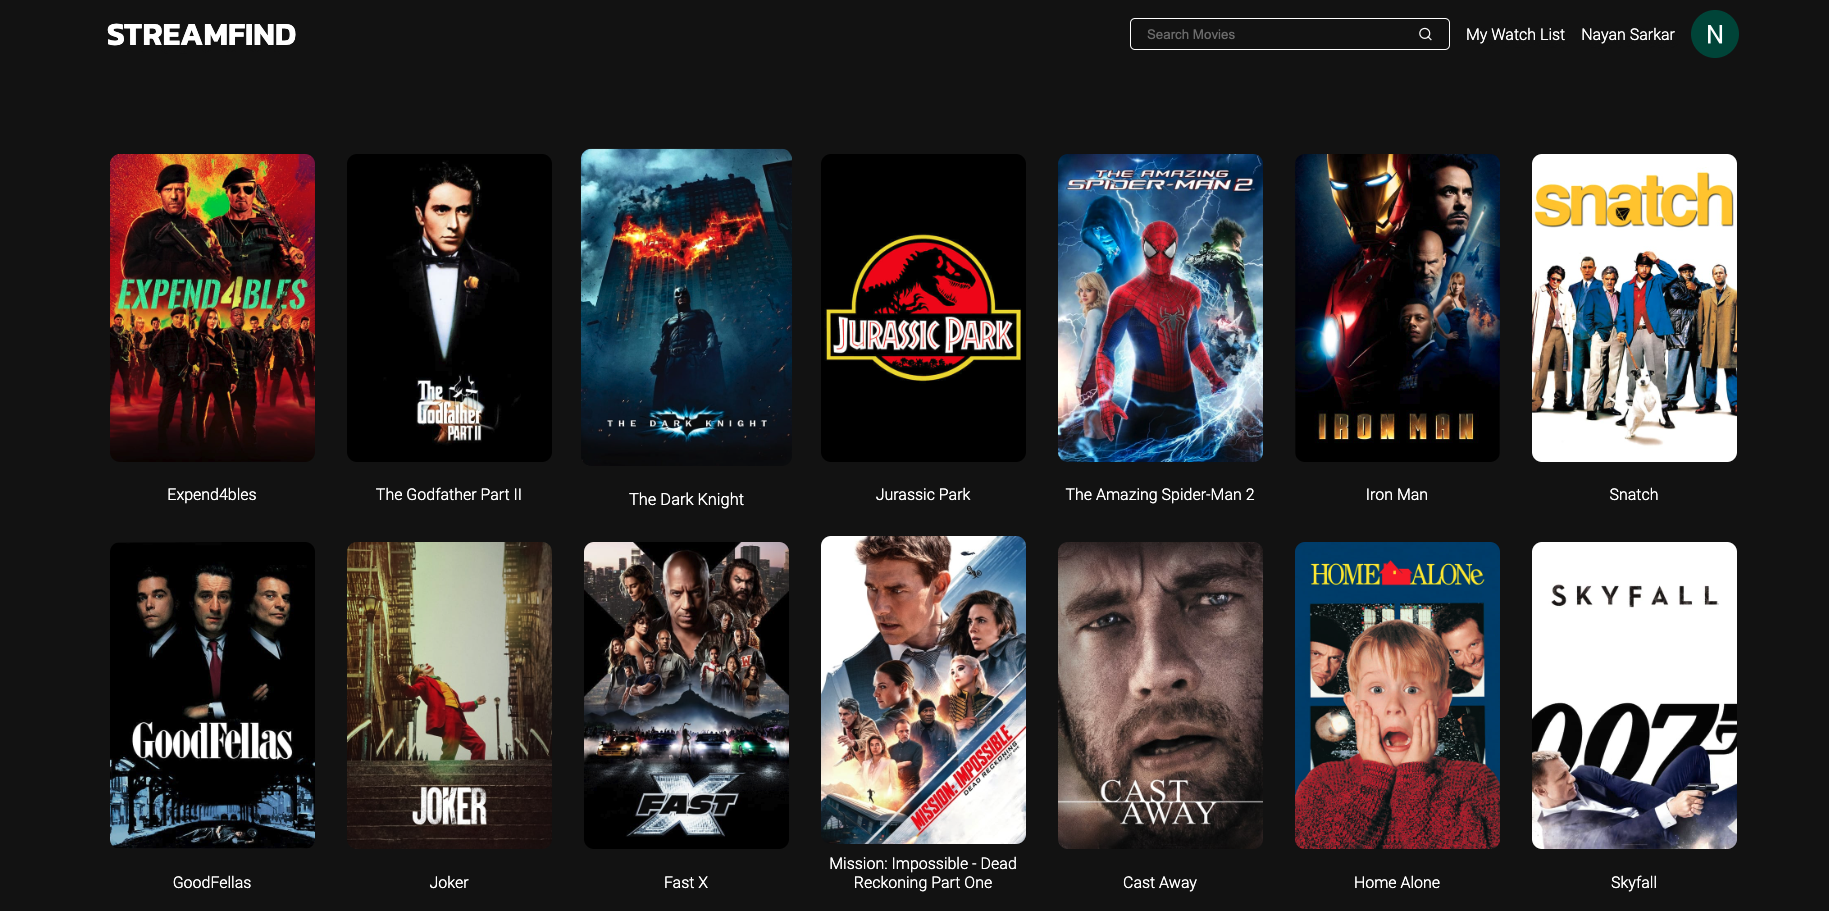 STREAMFIND
Search Movies
My Watch List
Nayan Sarkar
N
EXPEND4BLES
The
Godfather
PART II
THE DARK KNIGHT
JURASSIC PARK
THE AMAZING
SPIDER-MAN 2
IRON MAN
snatch
Expend4bles
The Godfather Part II
The Dark Knight
Jurassic Park
The Amazing Spider-Man 2
Iron Man
Snatch
GoodFellas
JOKER
FAST
X
MISSION: IMPOSSIBLE
DEAD RECKONING
CAST
AWAY
HOME ALONe
SKYFALL
007
GoodFellas
Joker
Fast X
Mission: Impossible - Dead
Reckoning Part One
Cast Away
Home Alone
Skyfall